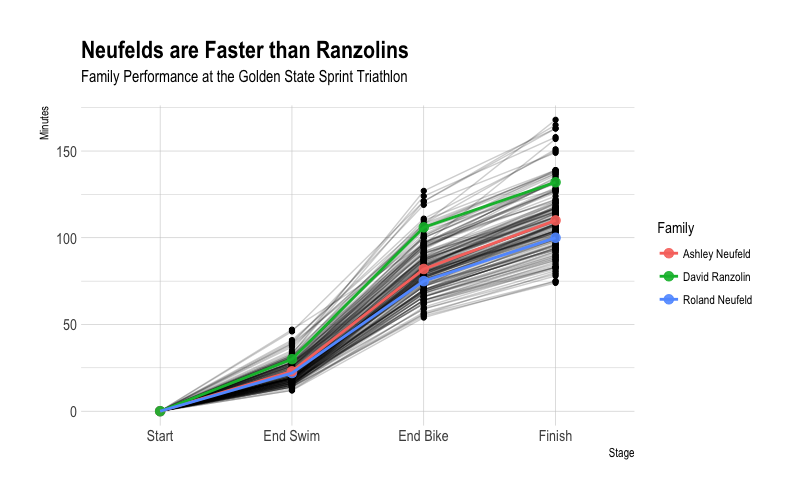 Neufelds are Faster than Ranzolins
Family Performance at the Golden State Sprint Triathlon
Minutes
150
100
50
0
Start End Swim End Bike Finish
Stage
Family
Ashley Neufeld
David Ranzolin
Roland Neufeld